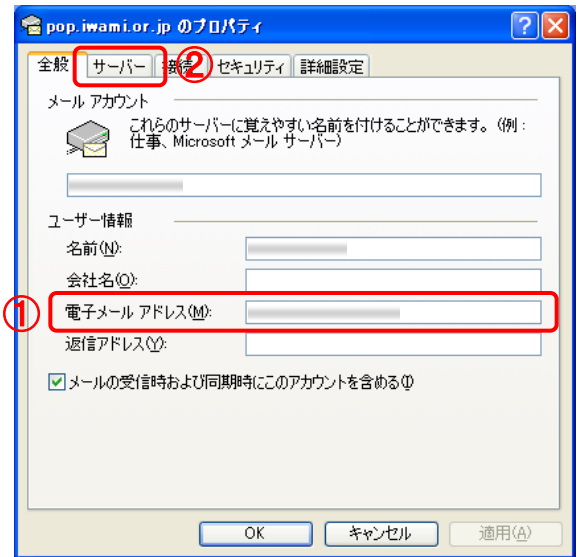 pop.iwami.or.jp のプロパティ
全般 サーバー 接続 セキュリティ 詳細設定
②
メール アカウント
これらのサーバーに覚えやすい名前を付けることができます。(例：
仕事、Microsoft メール サーバー)
ユーザー情報
名前(N):
会社名(O):
① 電子メール アドレス(M):
返信アドレス(Y):
メールの受信時および同期時にこのアカウントを含める(I)
OK キャンセル 適用(A)